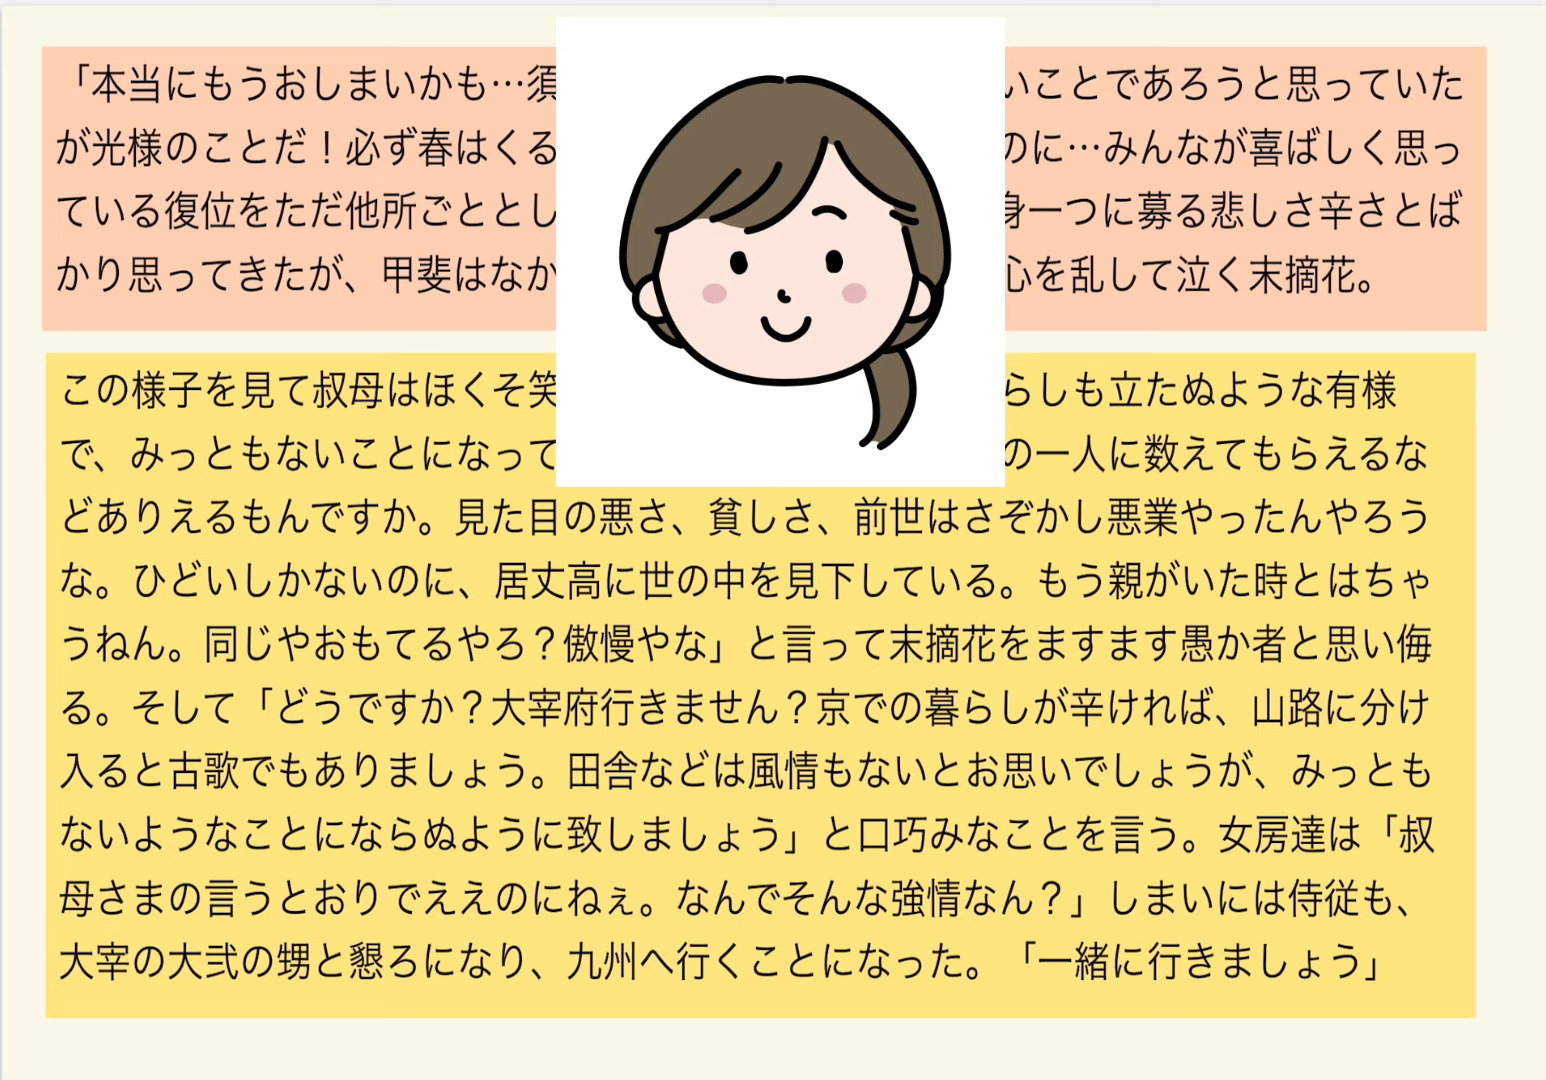 「本当にもうおしまいかも…須
いことであろうと思っていた
が光様のことだ！必ず春はくる
のに…みんなが喜ばしく思っ
ている復位をただ他所ごととし
身一つに募る悲しさ辛さとば
かり思ってきたが、甲斐はなか
心を乱して泣く末摘花。
この様子を見て叔母はほくそ笑
らしも立たぬような有様
で、みっともないことになって
の一人に数えてもらえるな
どありえるもんですか。見た目の悪さ、貧しさ、前世はさぞかし悪業やったんやろう
な。ひどいしかないのに、居丈高に世の中を見下している。もう親がいた時とはちゃ
うねん。同じやおもてるやろ？傲慢やな」と言って末摘花をますます愚か者と思い侮
る。そして「どうですか？大宰府行きません？京での暮らしが辛ければ、山路に分け
入ると古歌でもありましょう。田舎などは風情もないとお思いでしょうが、みっとも
ないようなことにならぬように致しましょう」と口巧みなことを言う。女房達は「叔
母さまの言うとおりでええのにねぇ。なんでそんな強情なん？」しまいには侍従も、
大宰の大弐の甥と懇ろになり、九州へ行くことになった。「一緒に行きましょう」